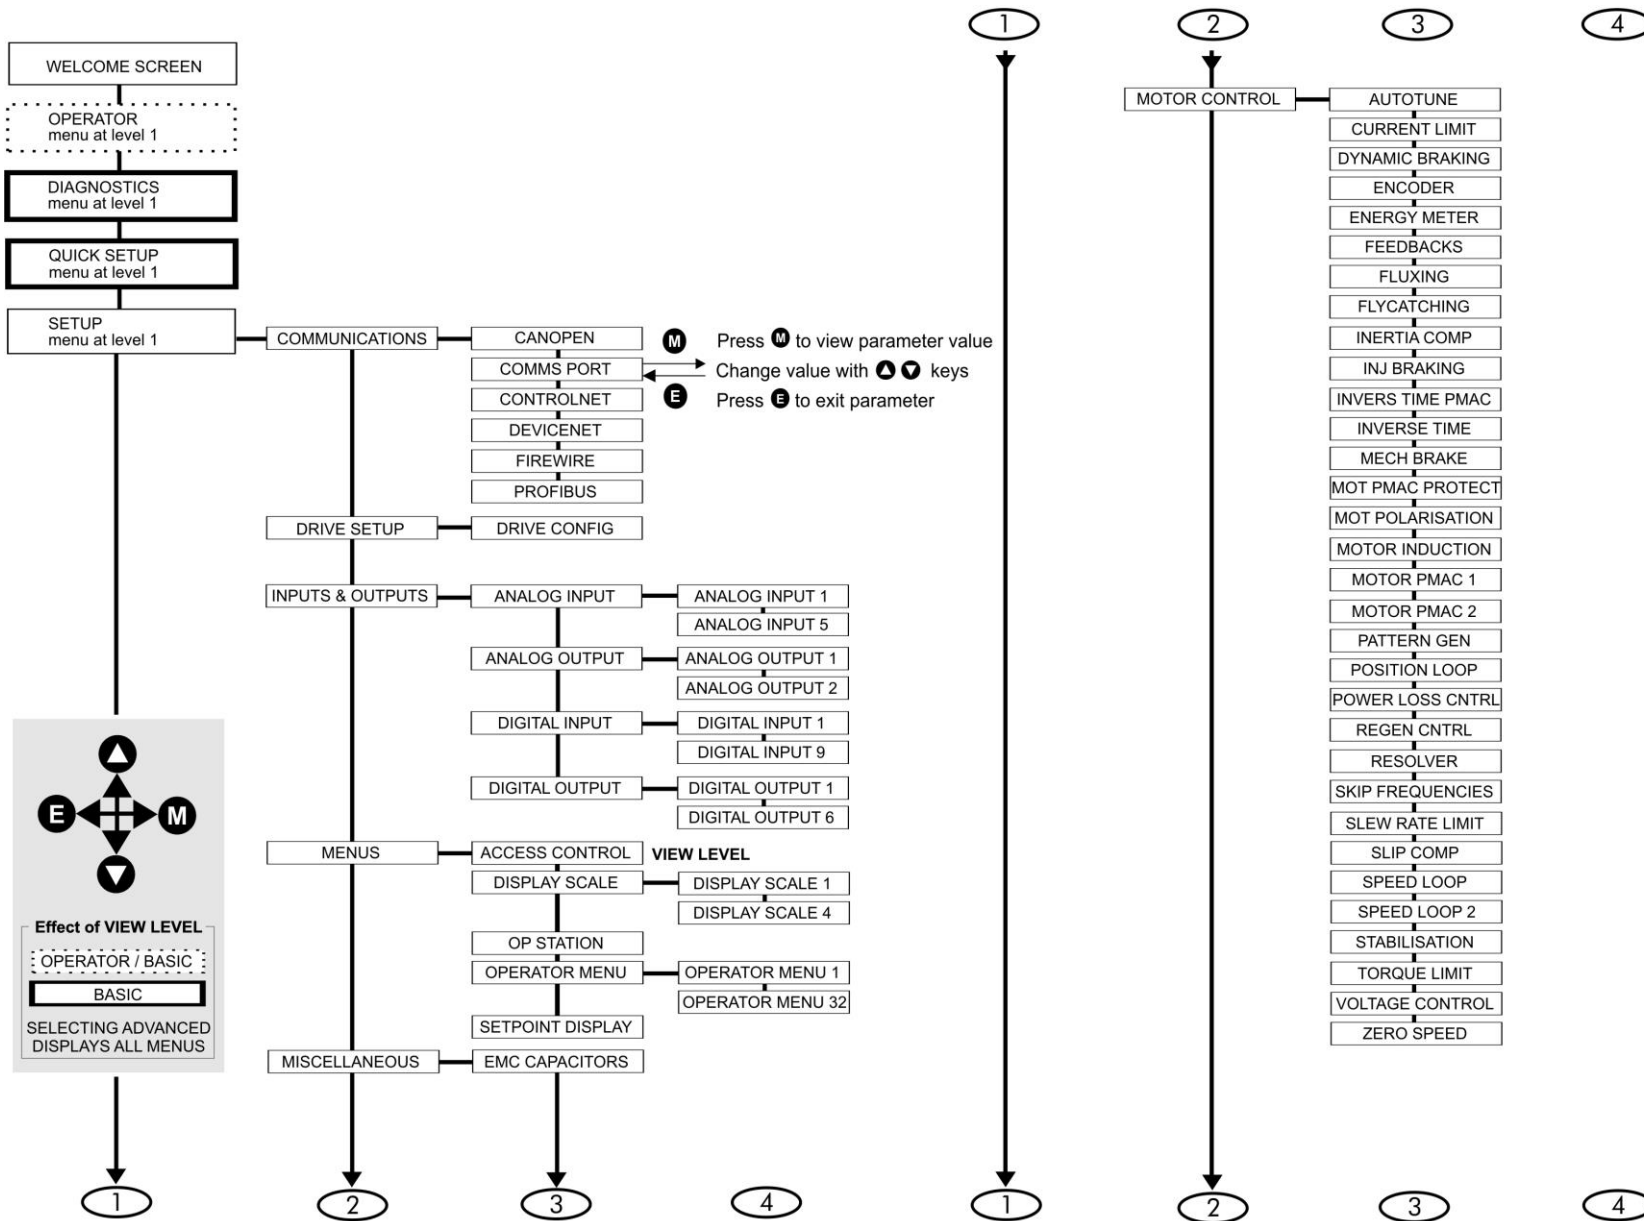 WELCOME SCREEN
OPERATOR
menu at level 1
DIAGNOSTICS
menu at level 1
QUICK SETUP
menu at level 1
SETUP
menu at level 1
E
M
Effect of VIEW LEVEL
OPERATOR / BASIC
BASIC
SELECTING ADVANCED
DISPLAYS ALL MENUS
1
COMMUNICATIONS
DRIVE SETUP
INPUTS & OUTPUTS
MENUS
MISCELLANEOUS
2
CANOPEN
COMMS PORT
CONTROLNET
DEVICENET
FIREWIRE
PROFIBUS
M Press M to view parameter value
Change value with keys
E Press E to exit parameter
DRIVE CONFIG
ANALOG INPUT
ANALOG INPUT 1
ANALOG INPUT 5
ANALOG OUTPUT
ANALOG OUTPUT 1
ANALOG OUTPUT 2
DIGITAL INPUT
DIGITAL INPUT 1
DIGITAL INPUT 9
DIGITAL OUTPUT
DIGITAL OUTPUT 1
DIGITAL OUTPUT 6
ACCESS CONTROL
VIEW LEVEL
DISPLAY SCALE
DISPLAY SCALE 1
DISPLAY SCALE 4
OP STATION
OPERATOR MENU
OPERATOR MENU 1
OPERATOR MENU 32
SETPOINT DISPLAY
EMC CAPACITORS
3
4
1
2
3
4
MOTOR CONTROL
AUTOTUNE
CURRENT LIMIT
DYNAMIC BRAKING
ENCODER
ENERGY METER
FEEDBACKS
FLUXING
FLYCATCHING
INERTIA COMP
INJ BRAKING
INVERS TIME PMAC
INVERSE TIME
MECH BRAKE
MOT PMAC PROTECT
MOT POLARISATION
MOTOR INDUCTION
MOTOR PMAC 1
MOTOR PMAC 2
PATTERN GEN
POSITION LOOP
POWER LOSS CNTRL
REGEN CNTRL
RESOLVER
SKIP FREQUENCIES
SLEW RATE LIMIT
SLIP COMP
SPEED LOOP
SPEED LOOP 2
STABILISATION
TORQUE LIMIT
VOLTAGE CONTROL
ZERO SPEED
1
2
3
4